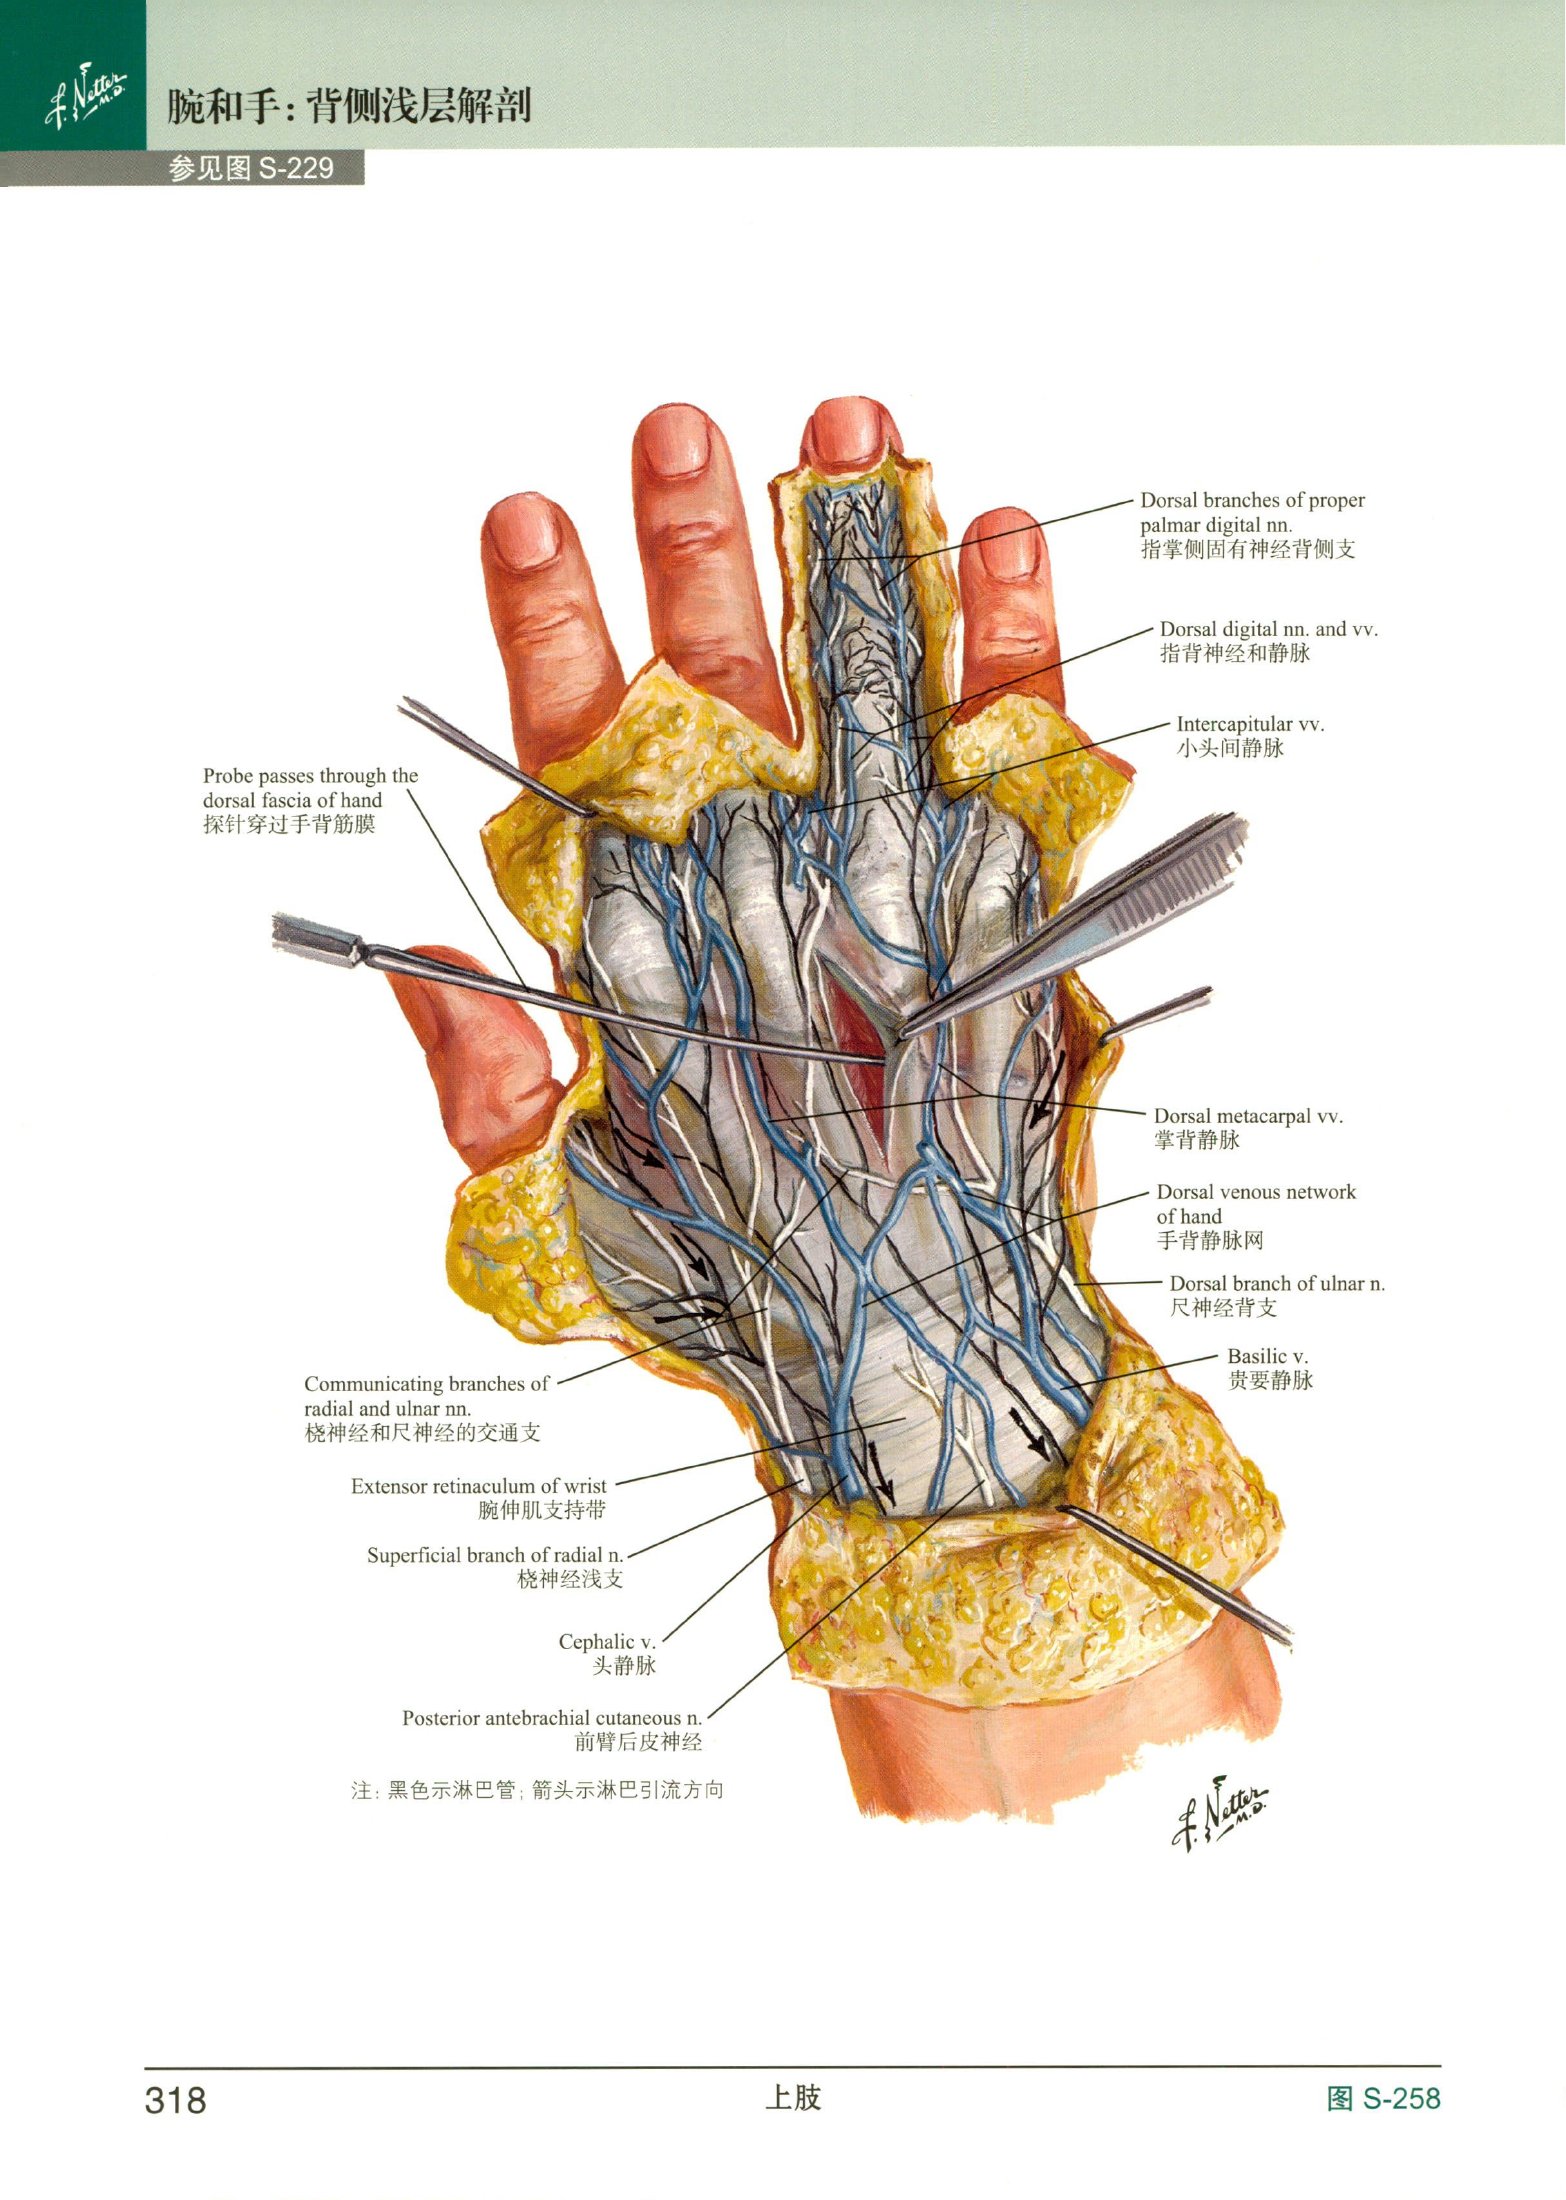 F. Netter M.D.
腕和手：背侧浅层解剖
参见图 S-229
Dorsal branches of proper
palmar digital nn.
指掌侧固有神经背侧支
Dorsal digital nn. and vv.
指背神经和静脉
Intercapitular vv.
小头间静脉
Probe passes through the
dorsal fascia of hand
探针穿过手背筋膜
Dorsal metacarpal vv.
掌背静脉
Dorsal venous network
of hand
手背静脉网
Dorsal branch of ulnar n.
尺神经背支
Basilic v.
贵要静脉
Communicating branches of
radial and ulnar nn.
桡神经和尺神经的交通支
Extensor retinaculum of wrist
腕伸肌支持带
Superficial branch of radial n.
桡神经浅支
Cephalic v.
头静脉
Posterior antebrachial cutaneous n.
前臂后皮神经
注：黑色示淋巴管；箭头示淋巴引流方向
F. Netter M.D.
318
上肢
图 S-258